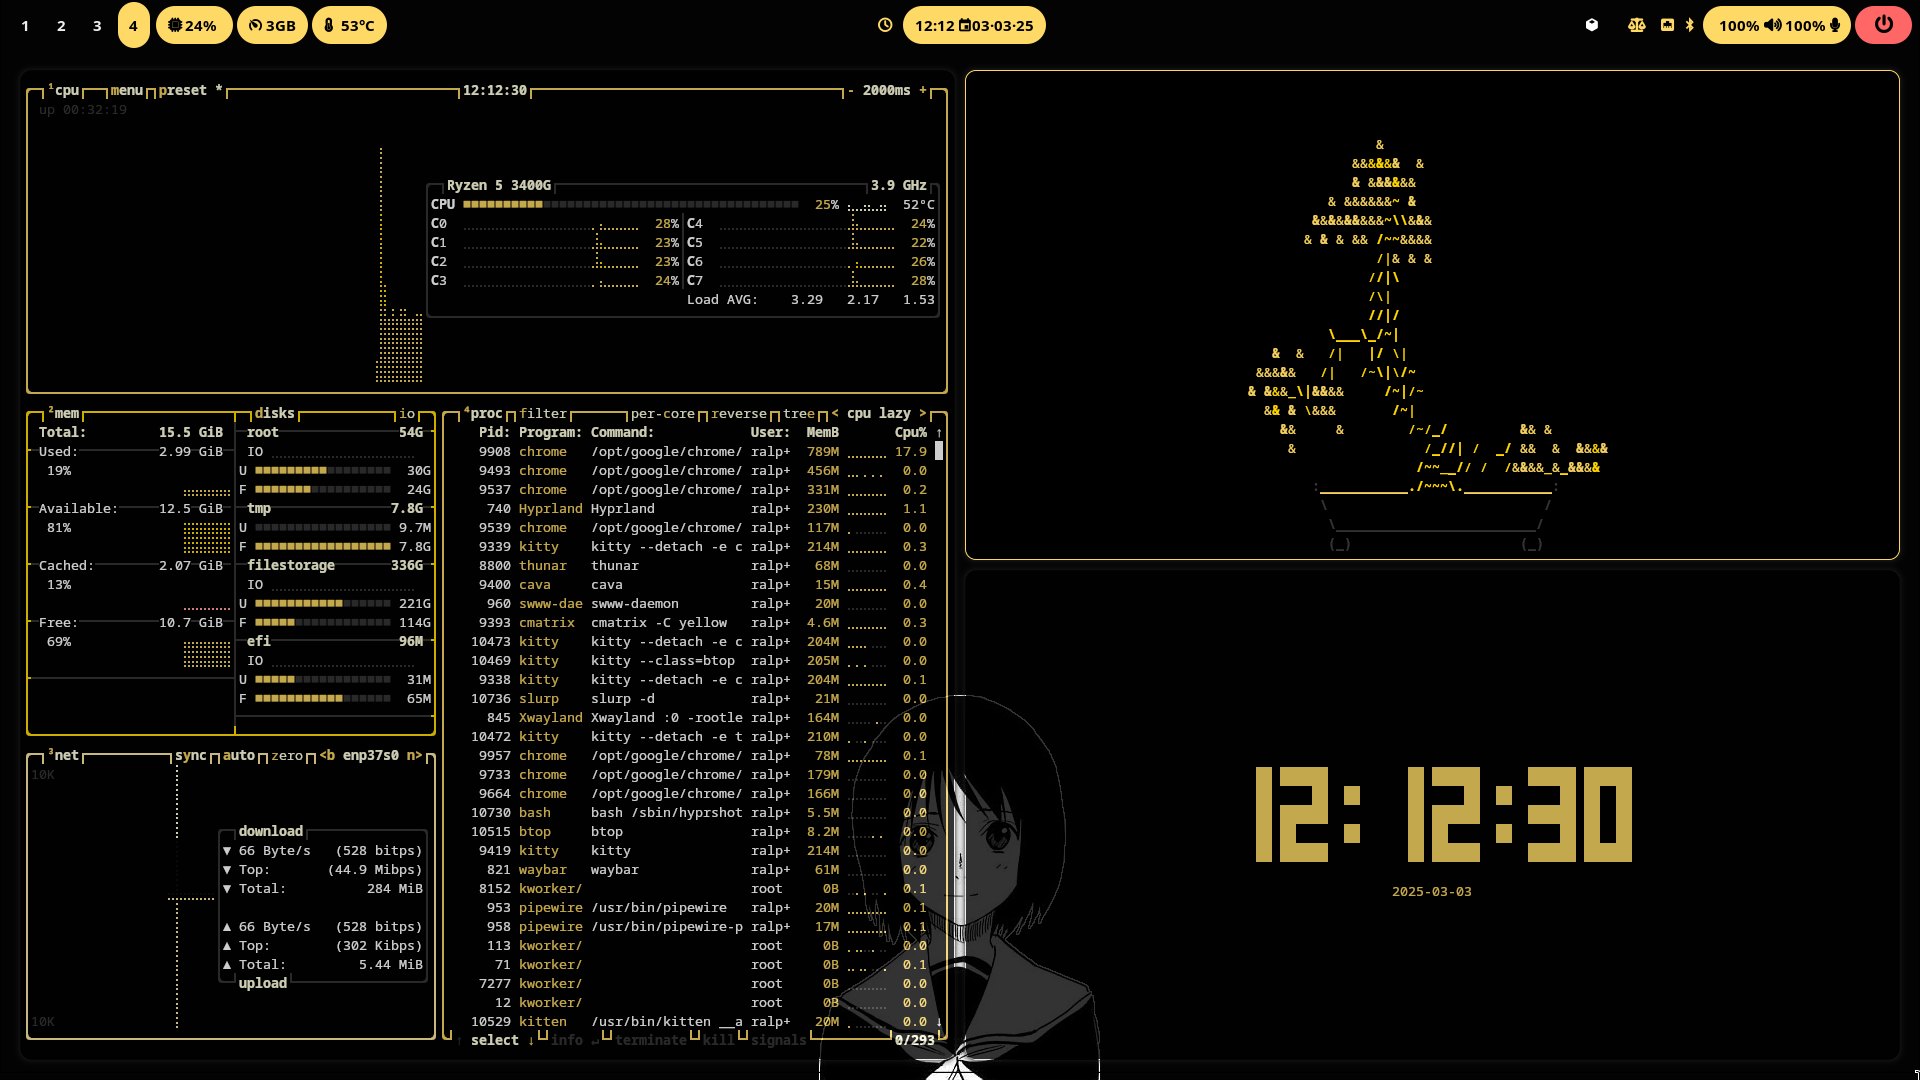 1 2 3 4 24% 3GB 53°C 12:12 03-03-25 100% 100%
¹cpu menu preset * 12:12:30 - 2000ms +
up 00:32:19
Ryzen 5 3400G 3.9 GHz
CPU 25% 52°C
C0 28% C4 24%
C1 23% C5 22%
C2 23% C6 26%
C3 24% C7 28%
Load AVG: 3.29 2.17 1.53
²mem disks io
Total: 15.5 GiB root 54G
Used: 2.99 GiB IO
19% U 30G
F 24G
Available: 12.5 GiB tmp 7.8G
81% U 9.7M
F 7.8G
Cached: 2.07 GiB filestorage 336G
13% IO
U 221G
Free: 10.7 GiB F 114G
69% efi 96M
IO
U 31M
F 65M
³net sync auto zero <b enp37s0 n>
10K
download
▼ 66 Byte/s (528 bitps)
▼ Top: (44.9 Mibps)
▼ Total: 284 MiB
▲ 66 Byte/s (528 bitps)
▲ Top: (302 Kibps)
▲ Total: 5.44 MiB
upload
10K
⁴proc filter per-core reverse tree < cpu lazy >
Pid: Program: Command: User: MemB Cpu% ↑
9908 chrome /opt/google/chrome/ ralp+ 789M 17.9
9493 chrome /opt/google/chrome/ ralp+ 456M 0.0
9537 chrome /opt/google/chrome/ ralp+ 331M 0.2
740 Hyprland Hyprland ralp+ 230M 1.1
9539 chrome /opt/google/chrome/ ralp+ 117M 0.0
9339 kitty kitty --detach -e c ralp+ 214M 0.3
8800 thunar thunar ralp+ 68M 0.0
9400 cava cava ralp+ 15M 0.4
960 swww-dae swww-daemon ralp+ 20M 0.0
9393 cmatrix cmatrix -C yellow ralp+ 4.6M 0.3
10473 kitty kitty --detach -e c ralp+ 204M 0.0
10469 kitty kitty --class=btop ralp+ 205M 0.0
9338 kitty kitty --detach -e c ralp+ 204M 0.1
10736 slurp slurp -d ralp+ 21M 0.0
845 Xwayland Xwayland :0 -rootle ralp+ 164M 0.0
10472 kitty kitty --detach -e t ralp+ 210M 0.0
9957 chrome /opt/google/chrome/ ralp+ 78M 0.1
9733 chrome /opt/google/chrome/ ralp+ 179M 0.0
9664 chrome /opt/google/chrome/ ralp+ 166M 0.0
10730 bash bash /sbin/hyprshot ralp+ 5.5M 0.0
10515 btop btop ralp+ 8.2M 0.0
9419 kitty kitty ralp+ 214M 0.0
821 waybar waybar ralp+ 61M 0.0
8152 kworker/ root 0B 0.1
953 pipewire /usr/bin/pipewire ralp+ 20M 0.1
958 pipewire /usr/bin/pipewire-p ralp+ 17M 0.1
113 kworker/ root 0B 0.0
71 kworker/ root 0B 0.1
7277 kworker/ root 0B 0.0
12 kworker/ root 0B 0.0
10529 kitten /usr/bin/kitten __a ralp+ 20M 0.0 ↓
↑ select ↓ info ↵ terminate kill signals 0/293
&
&&&&&& &
& &&&&&&&
& &&&&&&~ &
&&&&&&&&&~\\&&&
& & & && /~~&&&&
/|& & &
//|\
/\|
//|/
\___\_/~|
& & /| |/ \|
&&&&& /| /~\|\/~
& &&&_\|&&&& /~|/~
&& & \&&& /~|
&& & /~/_/ && &
& /_//| / _/ && & &&&&
/~~__// / /&&&&_&_&&&&
:___________./~~~\.___________:
\ /
\_________________________/
(_) (_)
12:12:30
2025-03-03